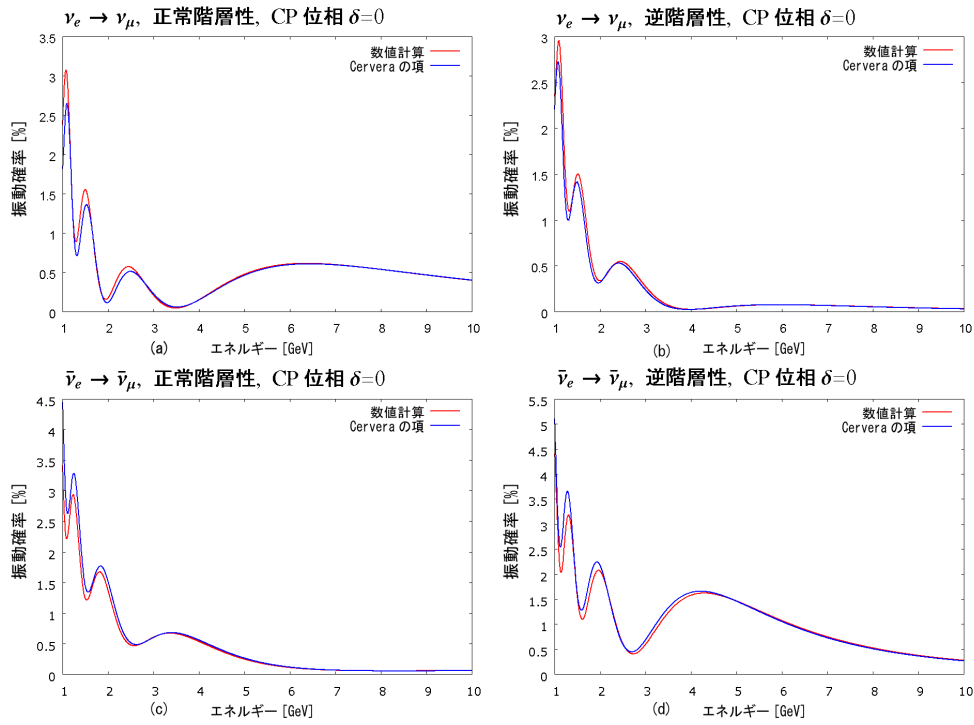 ν_e → ν_μ, 正常階層性, CP 位相 δ=0
3.5
3
2.5
2
1.5
1
0.5
0
振動確率 [%]
数値計算
Cervera の項
1 2 3 4 5 6 7 8 9 10
(a) エネルギー [GeV]
ν_e → ν_μ, 逆階層性, CP 位相 δ=0
3
2.5
2
1.5
1
0.5
0
振動確率 [%]
数値計算
Cervera の項
1 2 3 4 5 6 7 8 9 10
(b) エネルギー [GeV]
ν̄_e → ν̄_μ, 正常階層性, CP 位相 δ=0
4.5
4
3.5
3
2.5
2
1.5
1
0.5
0
振動確率 [%]
数値計算
Cervera の項
1 2 3 4 5 6 7 8 9 10
(c) エネルギー [GeV]
ν̄_e → ν̄_μ, 逆階層性, CP 位相 δ=0
5.5
5
4.5
4
3.5
3
2.5
2
1.5
1
0.5
0
振動確率 [%]
数値計算
Cervera の項
1 2 3 4 5 6 7 8 9 10
(d) エネルギー [GeV]